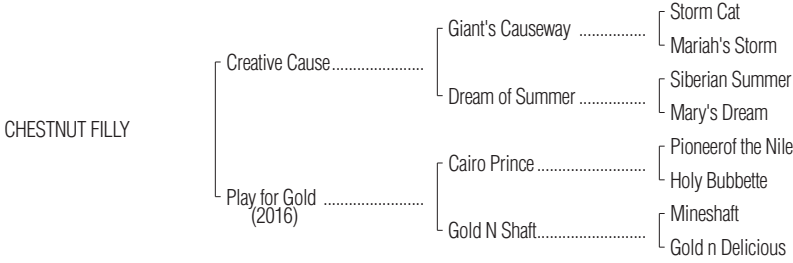 Storm Cat
Giant's Causeway ................
Mariah's Storm
Creative Cause......................
Siberian Summer
Dream of Summer ................
Mary's Dream
CHESTNUT FILLY
Pioneerof the Nile
Cairo Prince ..........................
Holy Bubbette
Play for Gold ........................
(2016)
Mineshaft
Gold N Shaft..........................
Gold n Delicious